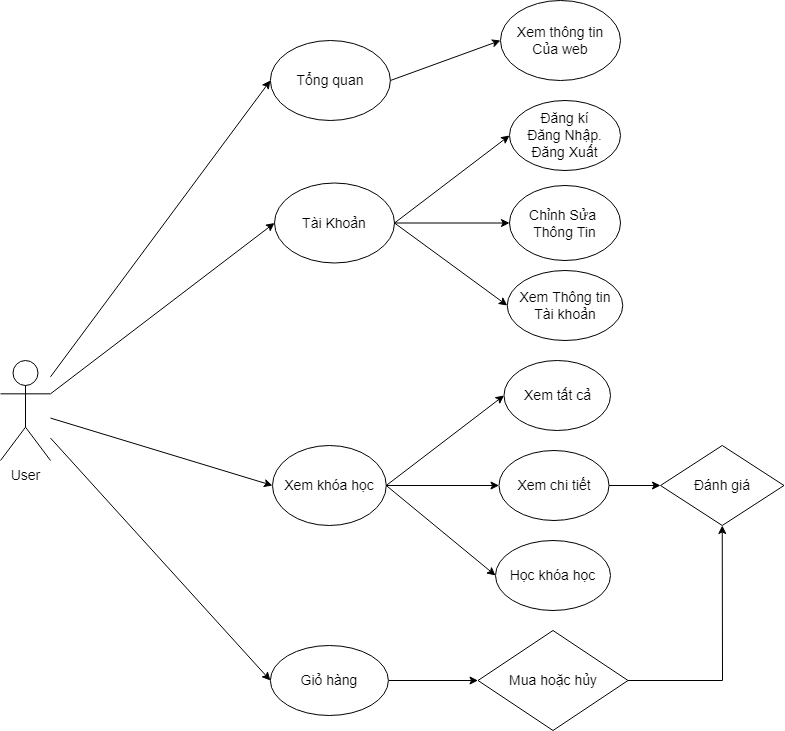 Xem thông tin
Của web
Tổng quan
Đăng kí
Đăng Nhập.
Đăng Xuất
Tài Khoản
Chỉnh Sửa
Thông Tin
Xem Thông tin
Tài khoản
User
Xem tất cả
Xem khóa học
Xem chi tiết
Đánh giá
Học khóa học
Giỏ hàng
Mua hoặc hủy